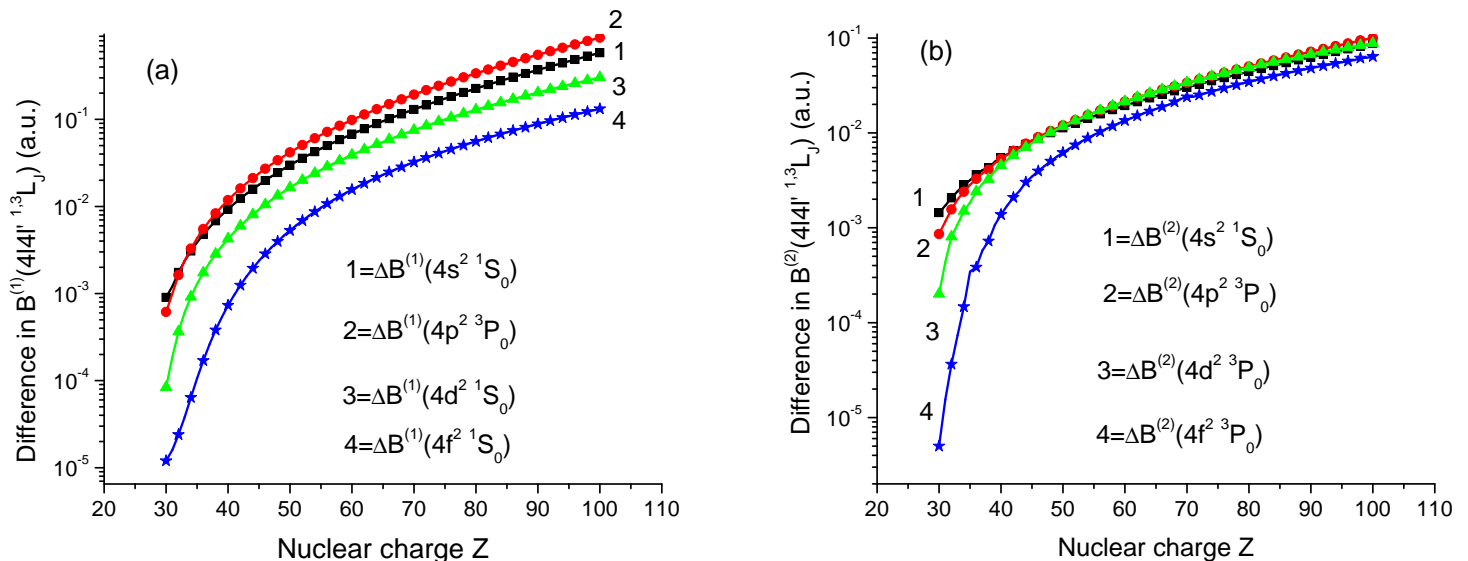 (a)
2
1
3
4
10⁻¹
10⁻²
10⁻³
10⁻⁴
10⁻⁵
Difference in B⁽¹⁾(4l4l' ¹·³L_J) (a.u.)
1=ΔB⁽¹⁾(4s² ¹S₀)
2=ΔB⁽¹⁾(4p² ³P₀)
3=ΔB⁽¹⁾(4d² ¹S₀)
4=ΔB⁽¹⁾(4f² ¹S₀)
20 30 40 50 60 70 80 90 100 110
Nuclear charge Z
(b)
10⁻¹
10⁻²
10⁻³
10⁻⁴
10⁻⁵
Difference in B⁽²⁾(4l4l' ¹·³L_J) (a.u.)
1
2
3
4
1=ΔB⁽²⁾(4s² ¹S₀)
2=ΔB⁽²⁾(4p² ³P₀)
3=ΔB⁽²⁾(4d² ³P₀)
4=ΔB⁽²⁾(4f² ³P₀)
20 30 40 50 60 70 80 90 100 110
Nuclear charge Z